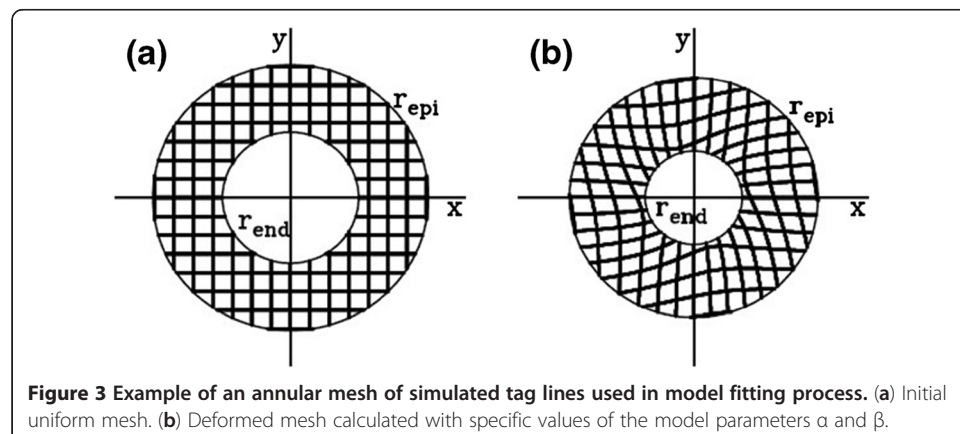 (a)
y
r_epi
x
r_end
(b)
y
r_epi
x
r_end
Figure 3 Example of an annular mesh of simulated tag lines used in model fitting process. (a) Initial
uniform mesh. (b) Deformed mesh calculated with specific values of the model parameters α and β.